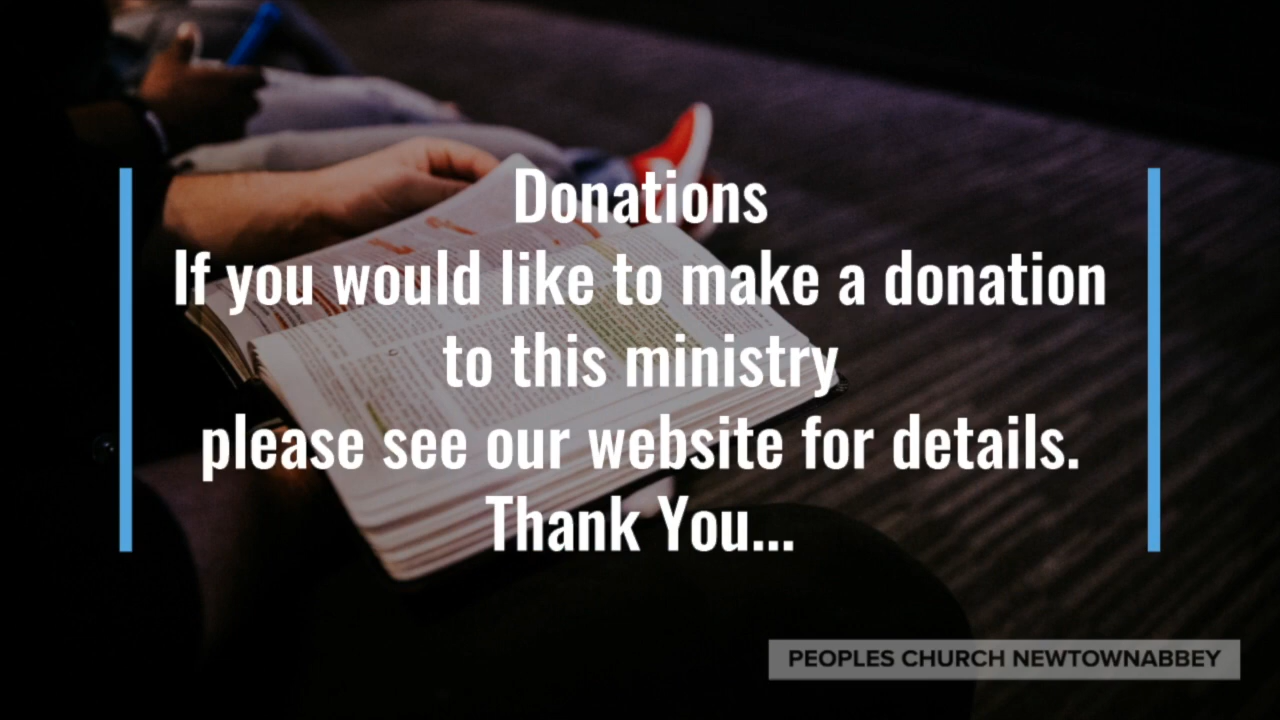 Donations
If you would like to make a donation
to this ministry
please see our website for details.
Thank You...
PEOPLES CHURCH NEWTOWNABBEY